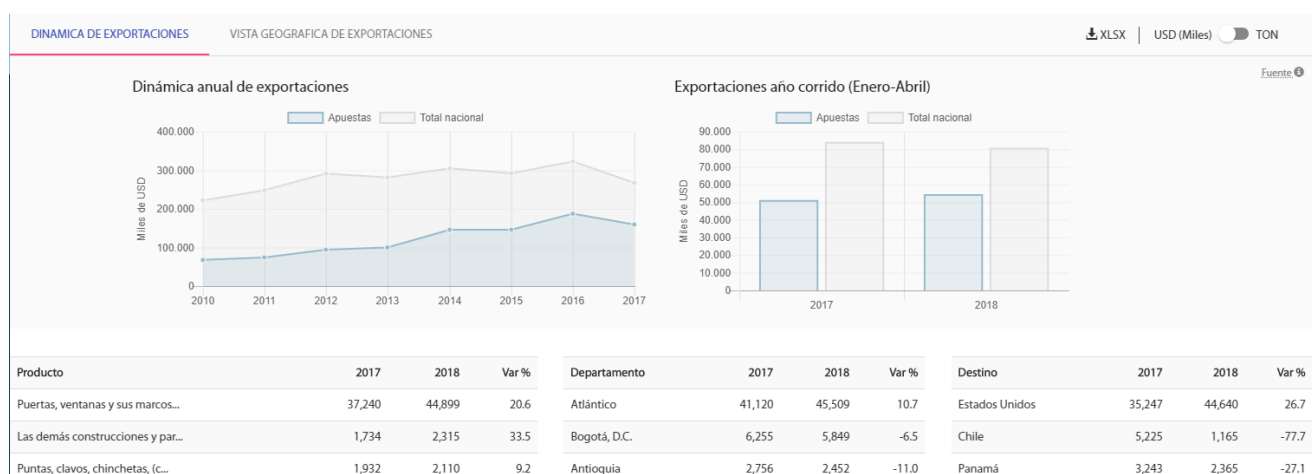 DINAMICA DE EXPORTACIONES VISTA GEOGRAFICA DE EXPORTACIONES XLSX USD (Miles) TON
Fuente
Dinámica anual de exportaciones
Apuestas Total nacional
400.000
300.000
200.000
100.000
0
Miles de USD
2010 2011 2012 2013 2014 2015 2016 2017
Exportaciones año corrido (Enero-Abril)
Apuestas Total nacional
90.000
80.000
70.000
60.000
50.000
40.000
30.000
20.000
10.000
0
Miles de USD
2017 2018
Producto 2017 2018 Var %
Puertas, ventanas y sus marcos... 37,240 44,899 20.6
Las demás construcciones y par... 1,734 2,315 33.5
Puntas, clavos, chinchetas, (c... 1,932 2,110 9.2
Departamento 2017 2018 Var %
Atlántico 41,120 45,509 10.7
Bogotá, D.C. 6,255 5,849 -6.5
Antioquia 2,756 2,452 -11.0
Destino 2017 2018 Var %
Estados Unidos 35,247 44,640 26.7
Chile 5,225 1,165 -77.7
Panamá 3,243 2,365 -27.1